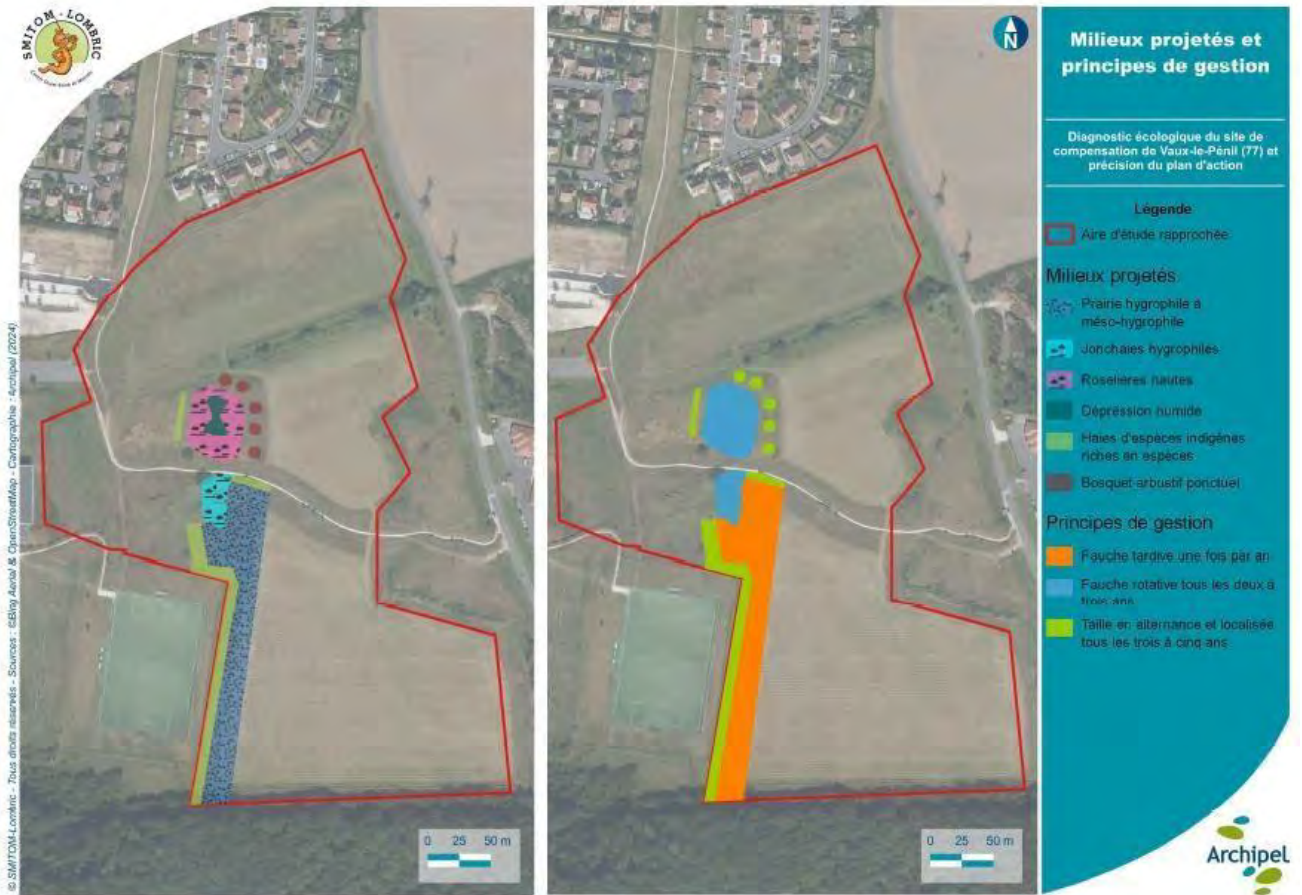 SMITOM - LOMBRIC
© SMITOM-Lombric - Tous droits réservés - Sources : ©Bing Aerial & OpenStreetMap - Cartographie : Archipel (2024)
N
0 25 50 m
0 25 50 m
Milieux projetés et
principes de gestion
Diagnostic écologique du site de
compensation de Vaux-le-Pénil (77) et
précision du plan d'action
Légende
Aire d'étude rapprochée
Milieux projetés
Prairie hygrophile à
méso-hygrophile
Jonchaies hygrophiles
Roselières hautes
Dépression humide
Haies d'espèces indigènes
riches en espèces
Bosquet arbustif ponctuel
Principes de gestion
Fauche tardive une fois par an
Fauche rotative tous les deux à
trois ans
Taille en alternance et localisée
tous les trois à cinq ans
Archipel